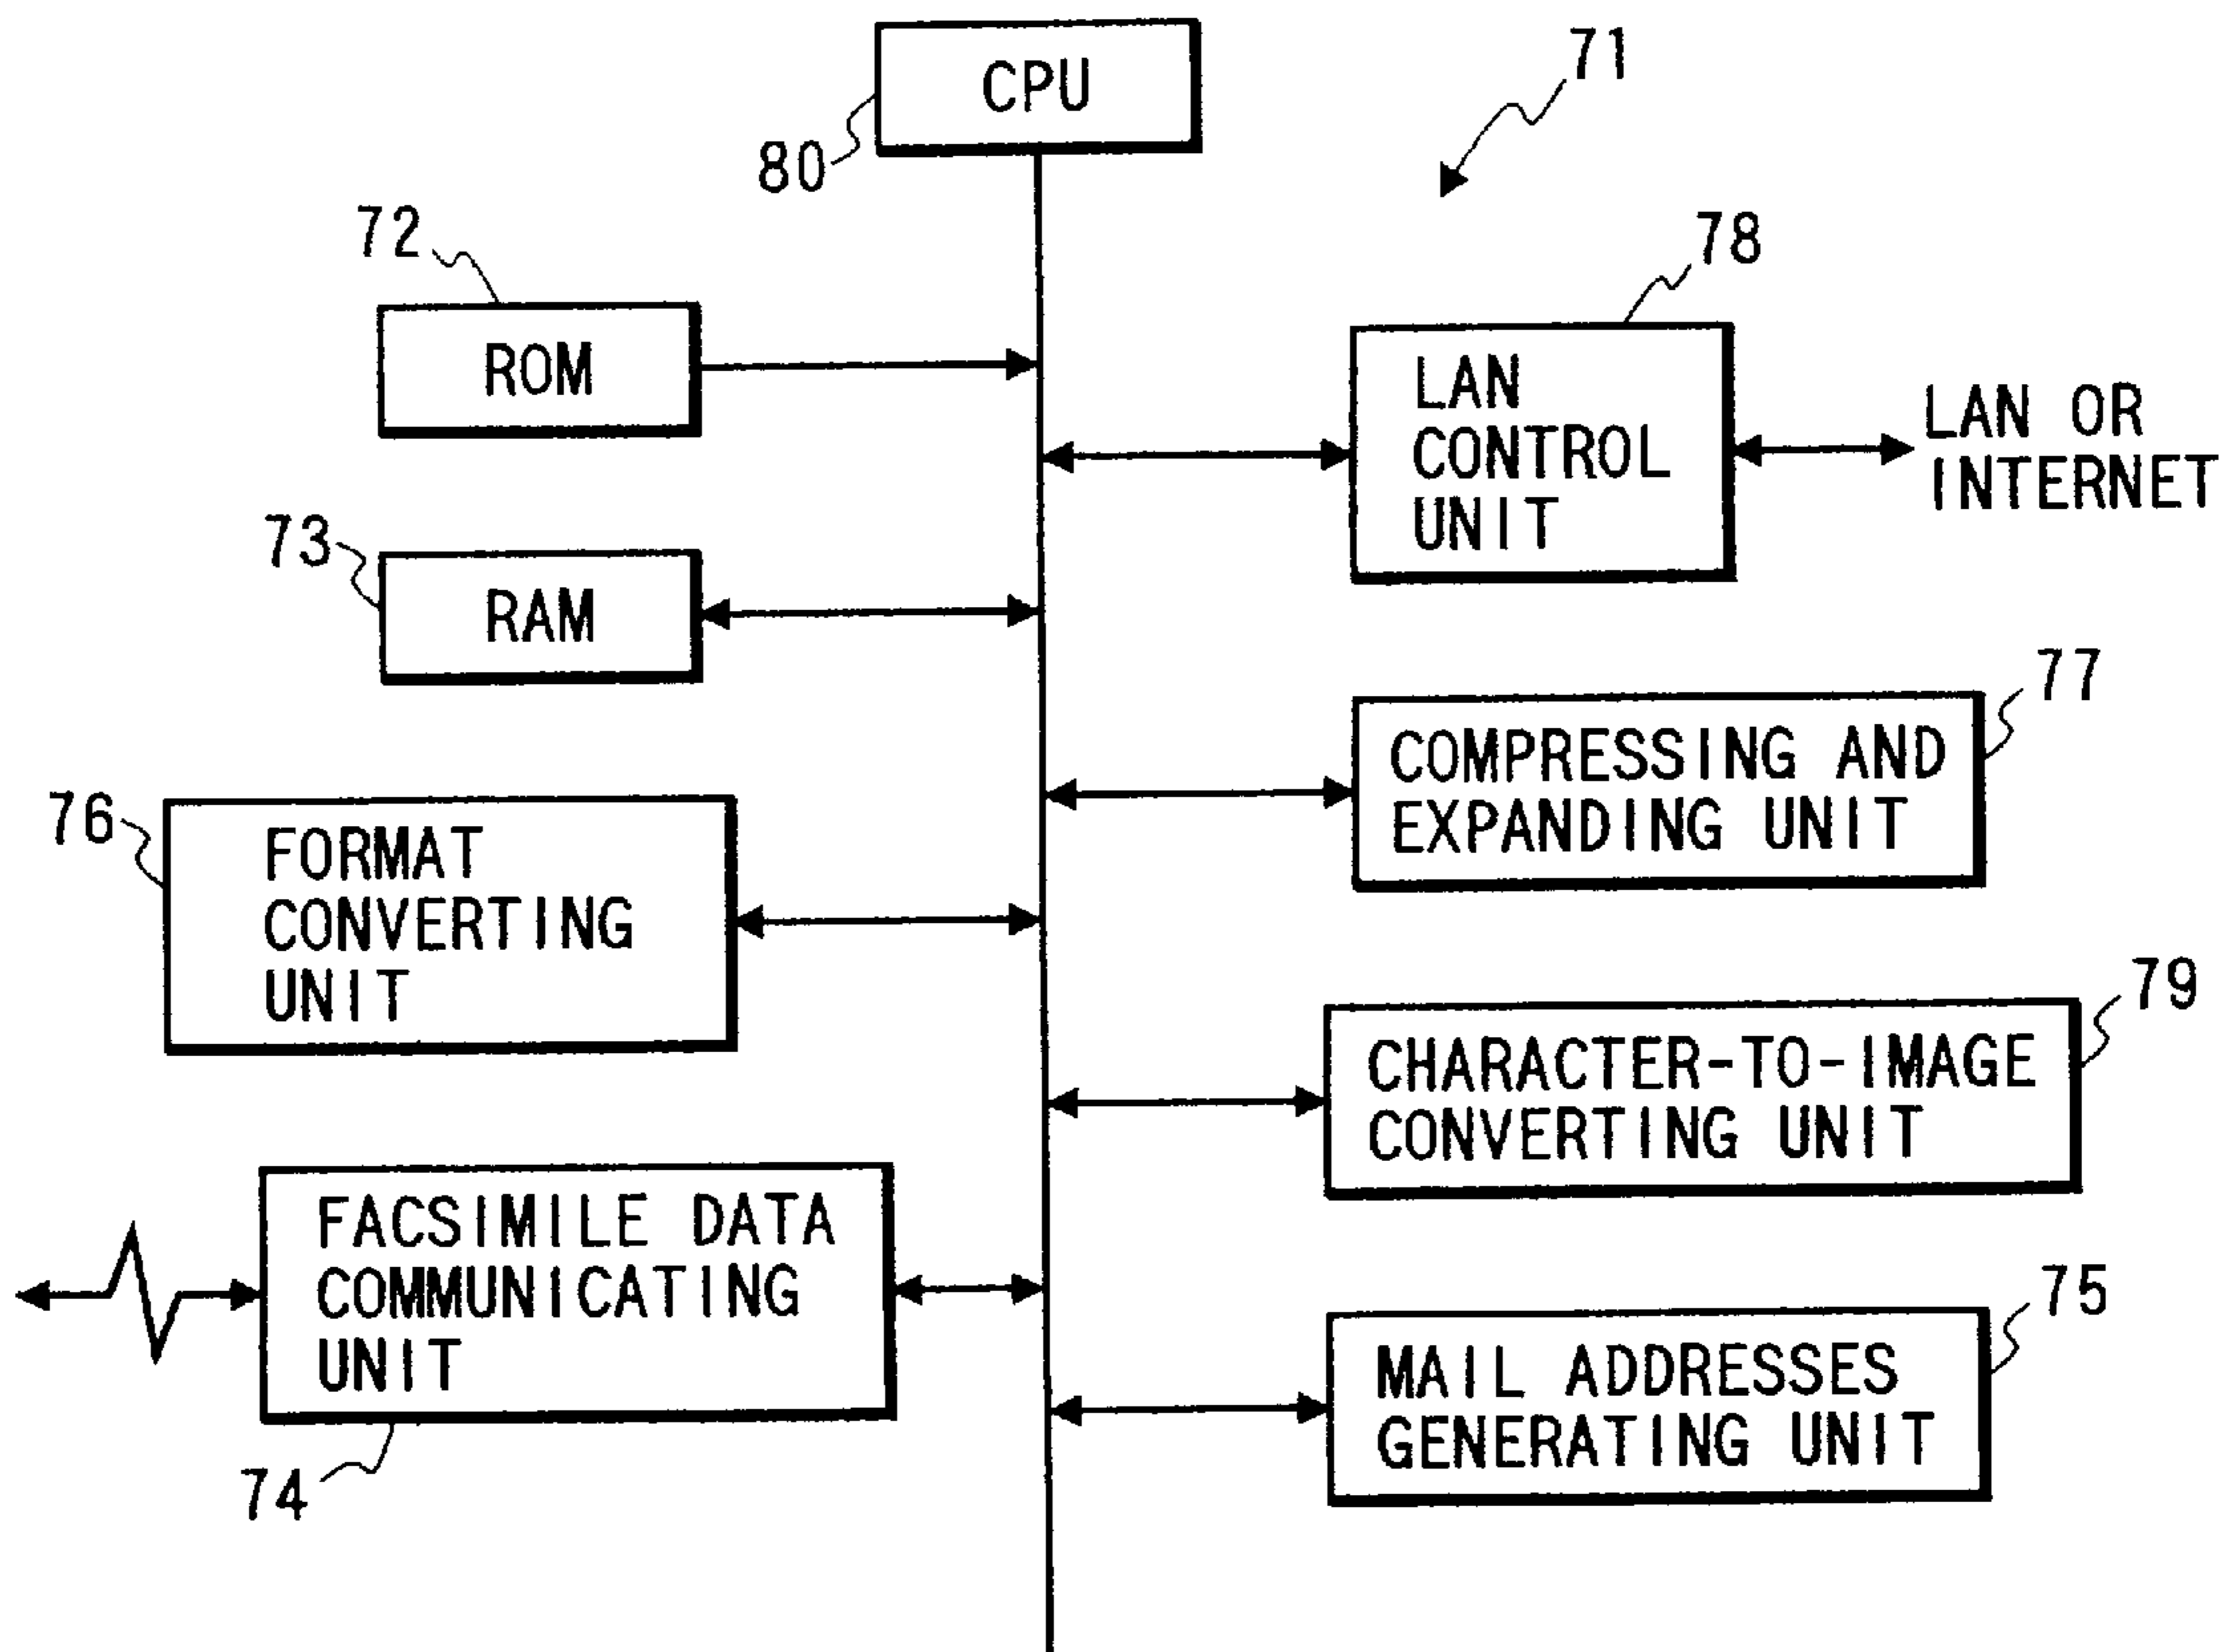 CPU
80
71
72
ROM
78
LAN
CONTROL
UNIT
LAN OR
INTERNET
73
RAM
77
COMPRESSING AND
EXPANDING UNIT
76
FORMAT
CONVERTING
UNIT
79
CHARACTER-TO-IMAGE
CONVERTING UNIT
FACSIMILE DATA
COMMUNICATING
UNIT
74
75
MAIL ADDRESSES
GENERATING UNIT